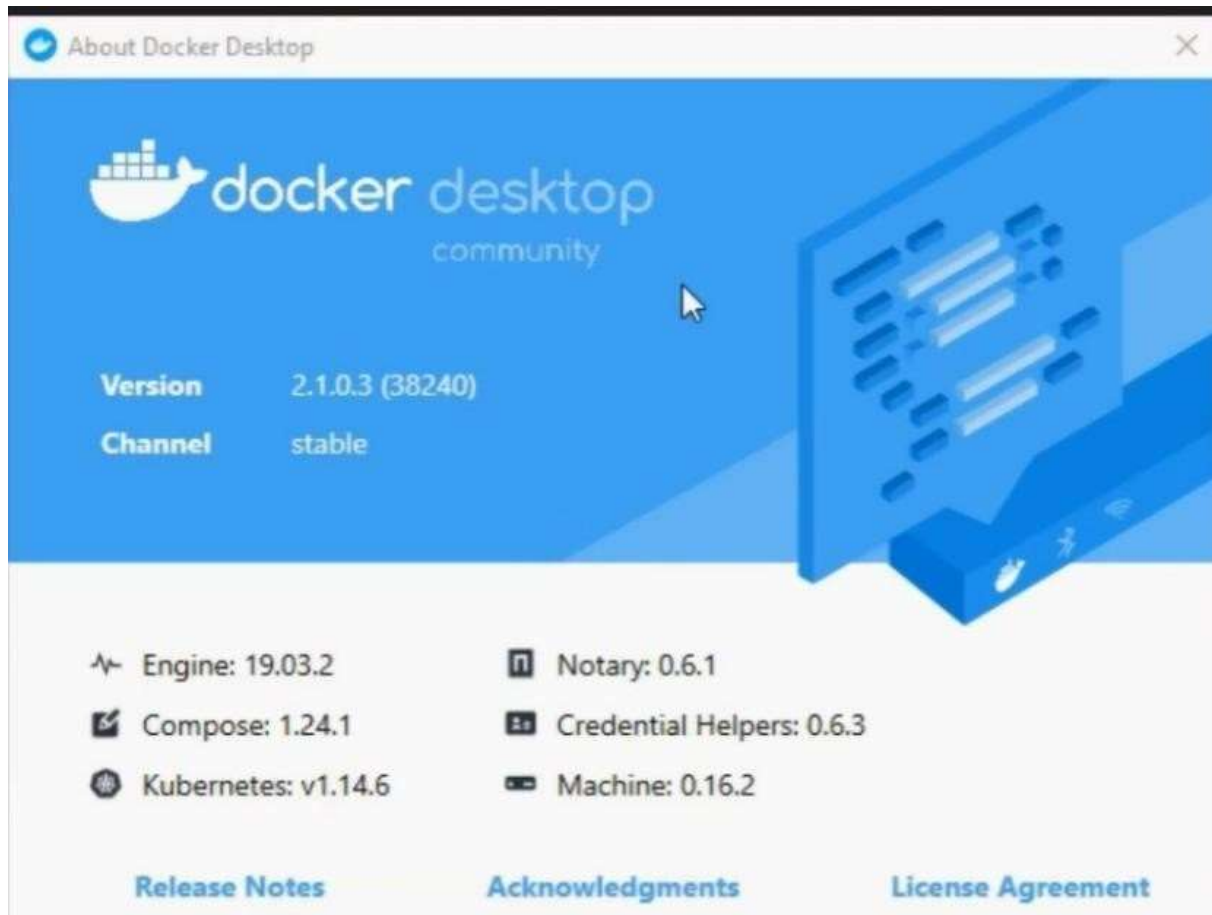 About Docker Desktop
docker desktop
community
Version 2.1.0.3 (38240)
Channel stable
Engine: 19.03.2 Notary: 0.6.1
Compose: 1.24.1 Credential Helpers: 0.6.3
Kubernetes: v1.14.6 Machine: 0.16.2
Release Notes Acknowledgments License Agreement